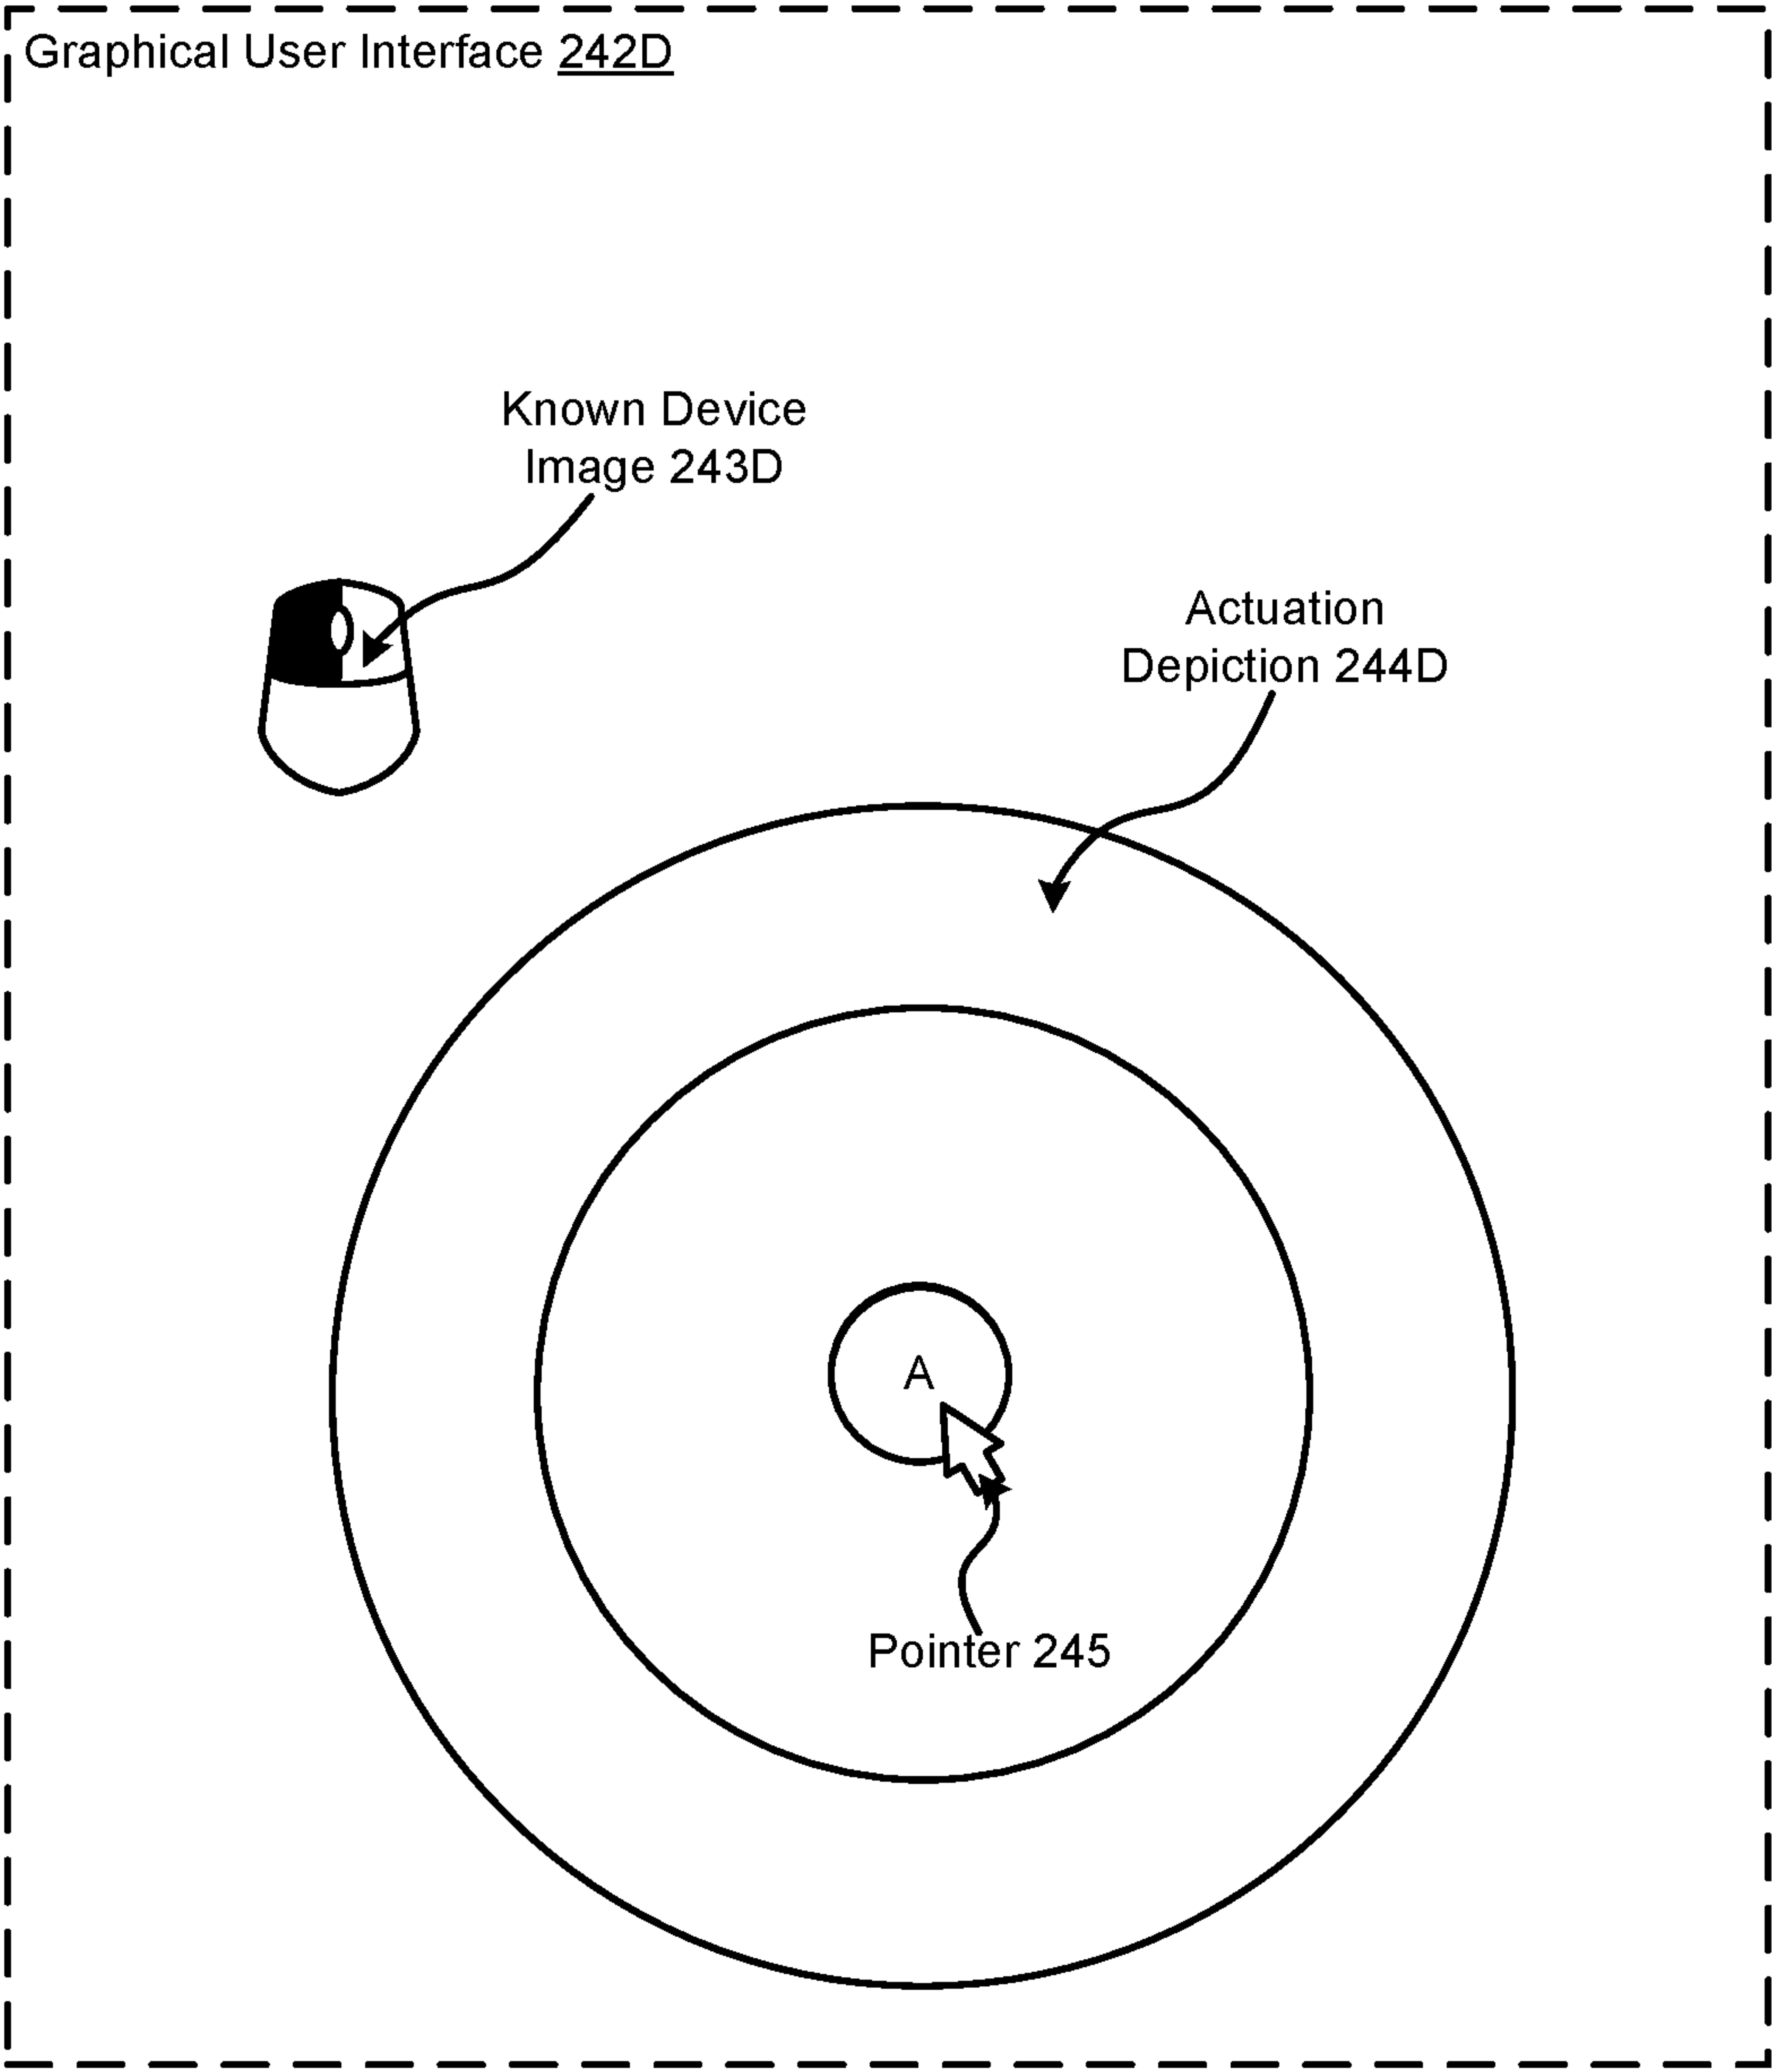 Graphical User Interface 242D
Known Device
Image 243D
Actuation
Depiction 244D
A
Pointer 245